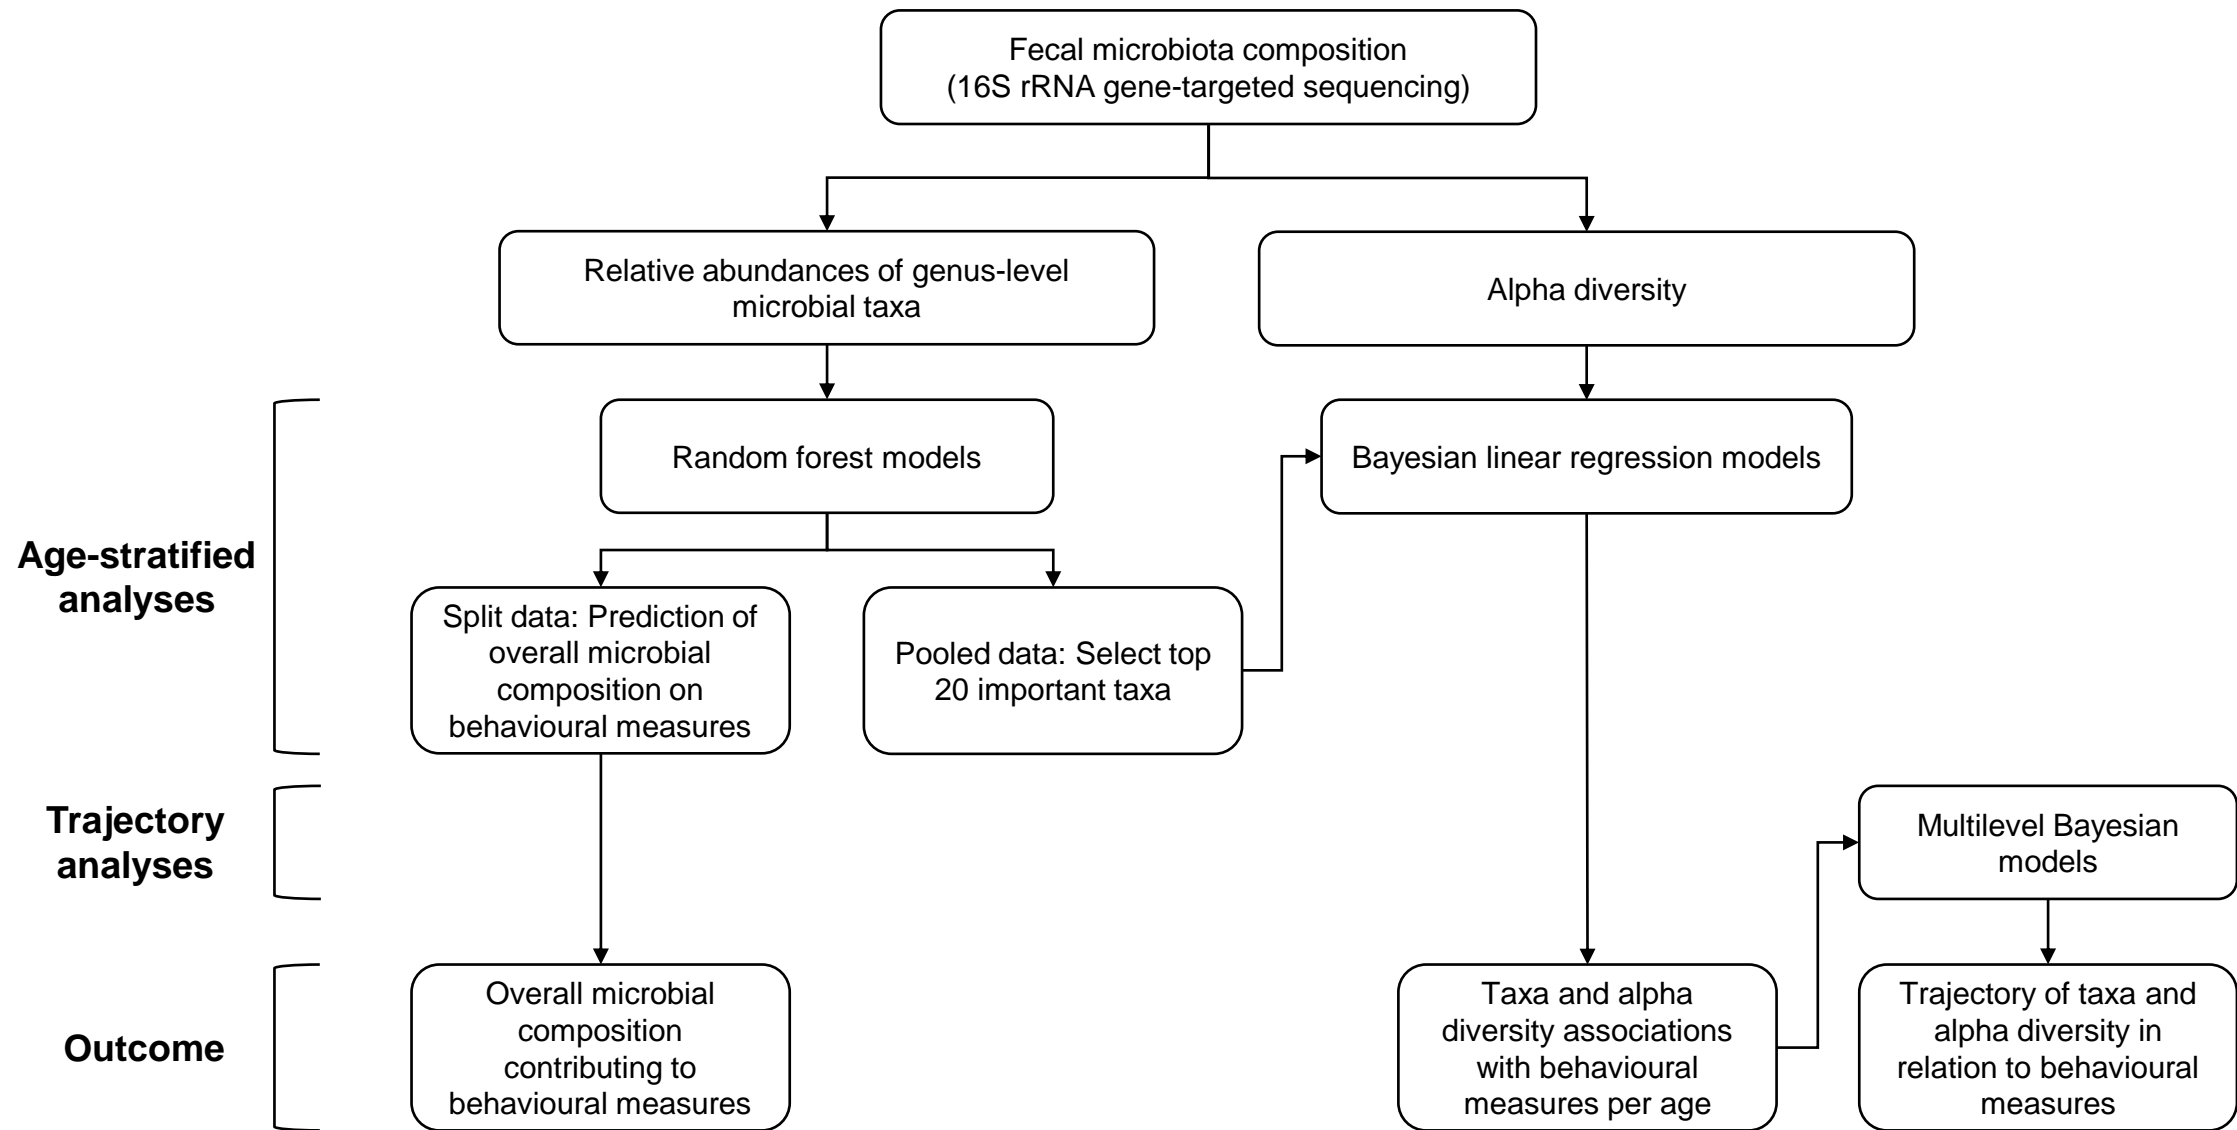 Fecal microbiota composition
(16S rRNA gene-targeted sequencing)
Relative abundances of genus-level
microbial taxa
Alpha diversity
Age-stratified
analyses
Random forest models
Bayesian linear regression models
Split data: Prediction of
overall microbial
composition on
behavioural measures
Pooled data: Select top
20 important taxa
Trajectory
analyses
Multilevel Bayesian
models
Outcome
Overall microbial
composition
contributing to
behavioural measures
Taxa and alpha
diversity associations
with behavioural
measures per age
Trajectory of taxa and
alpha diversity in
relation to behavioural
measures